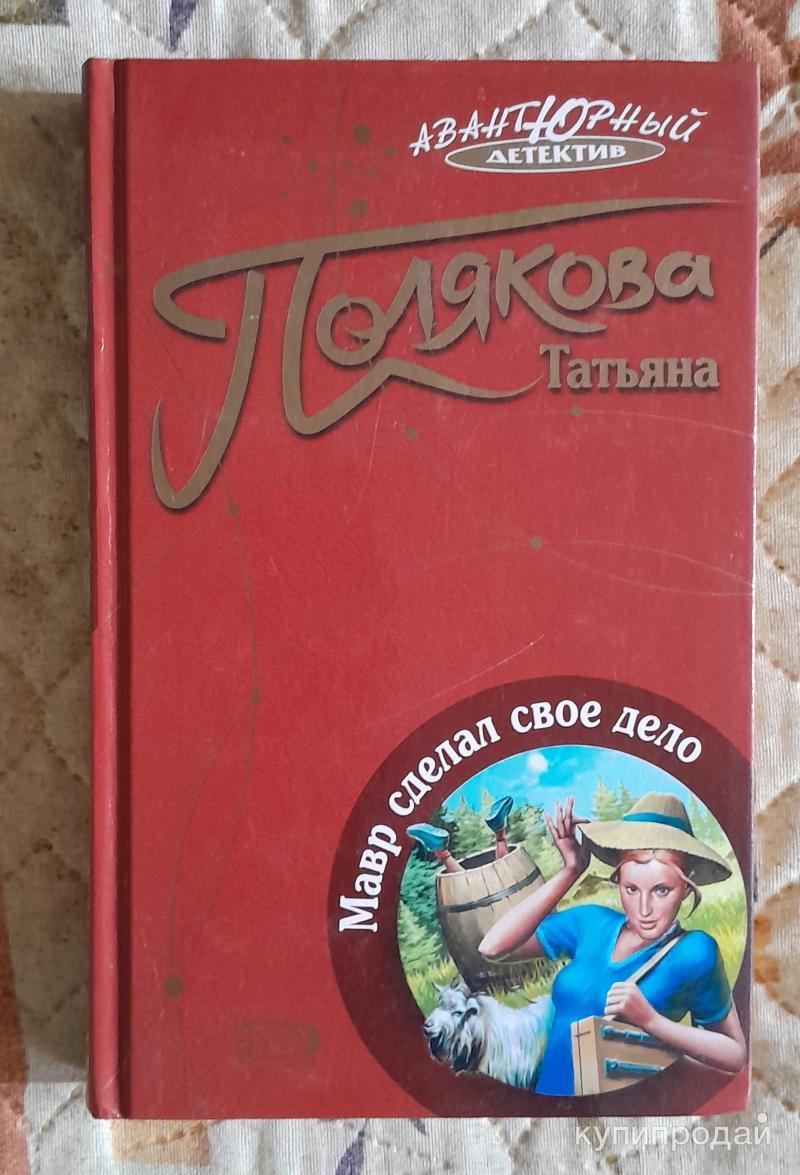 АВАНТЮРНЫЙ
ДЕТЕКТИВ
ПОЛЯКОВА
Татьяна
Мавр сделал свое дело
купипродай